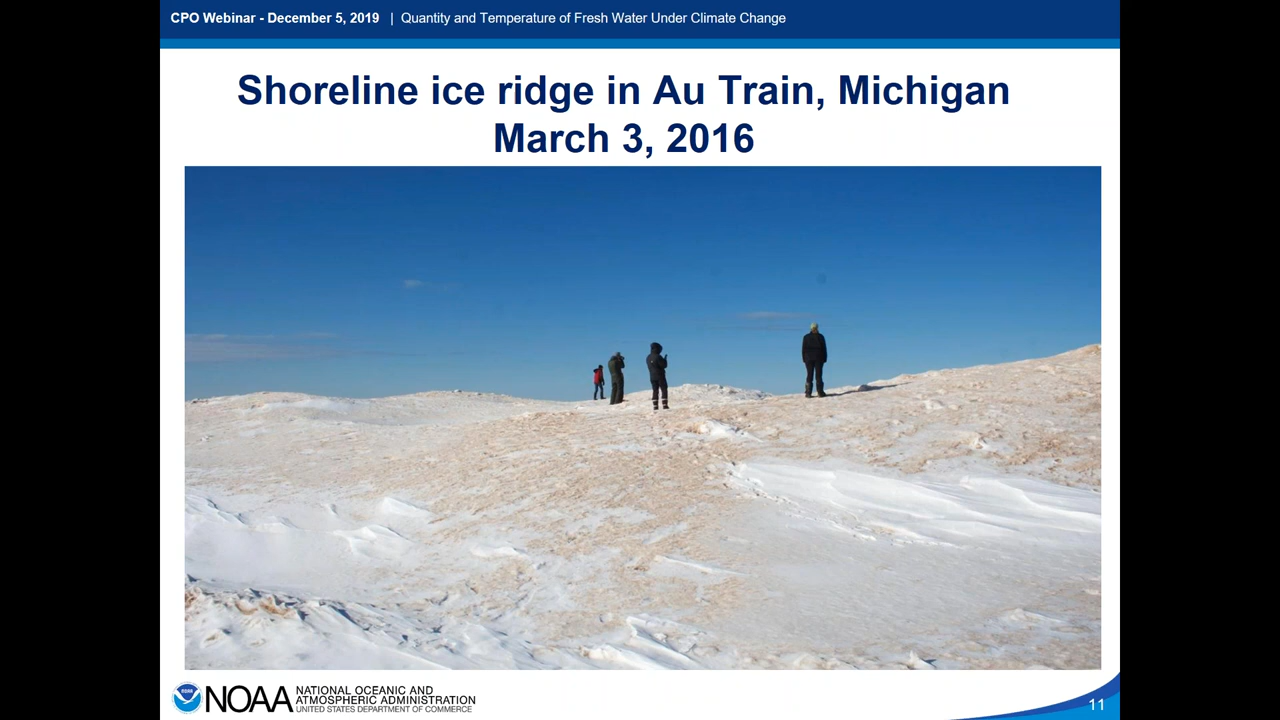 CPO Webinar - December 5, 2019 | Quantity and Temperature of Fresh Water Under Climate Change
Shoreline ice ridge in Au Train, Michigan
March 3, 2016
NOAA
NATIONAL OCEANIC AND
ATMOSPHERIC ADMINISTRATION
UNITED STATES DEPARTMENT OF COMMERCE
11